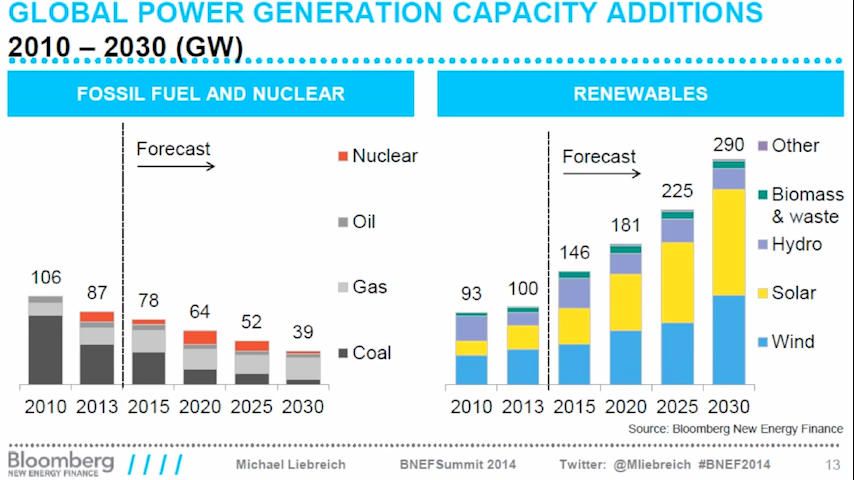 GLOBAL POWER GENERATION CAPACITY ADDITIONS
2010 – 2030 (GW)
FOSSIL FUEL AND NUCLEAR
Forecast
106
87
78
64
52
39
Nuclear
Oil
Gas
Coal
2010 2013 2015 2020 2025 2030
RENEWABLES
Forecast
93
100
146
181
225
290
Other
Biomass
& waste
Hydro
Solar
Wind
2010 2013 2015 2020 2025 2030
Source: Bloomberg New Energy Finance
Bloomberg
NEW ENERGY FINANCE
Michael Liebreich BNEFSummit 2014 Twitter: @Mliebreich #BNEF2014 13